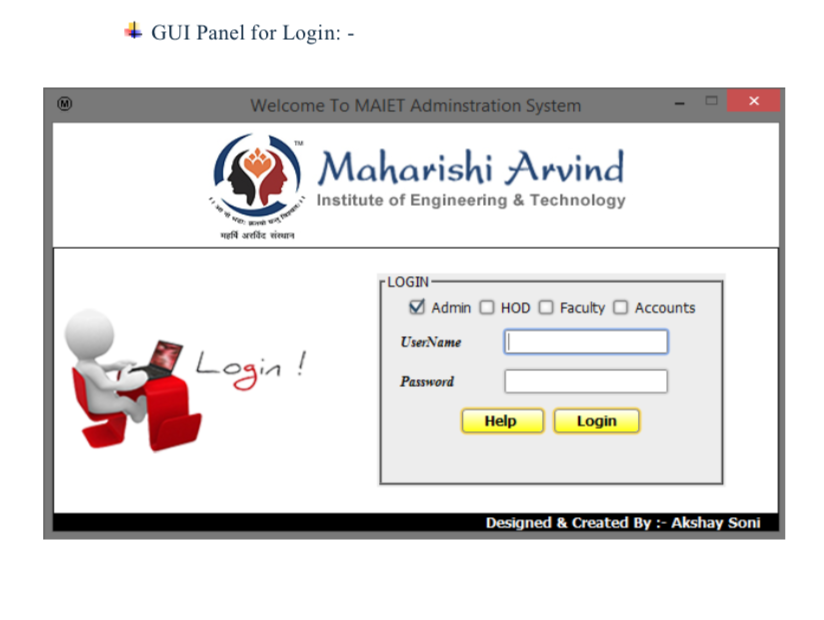 GUI Panel for Login: -
M
Welcome To MAIET Adminstration System
TM
Maharishi Arvind
Institute of Engineering & Technology
महर्षि अरविंद संस्थान
LOGIN
Admin HOD Faculty Accounts
UserName
Login !
Password
Help Login
Designed & Created By :- Akshay Soni